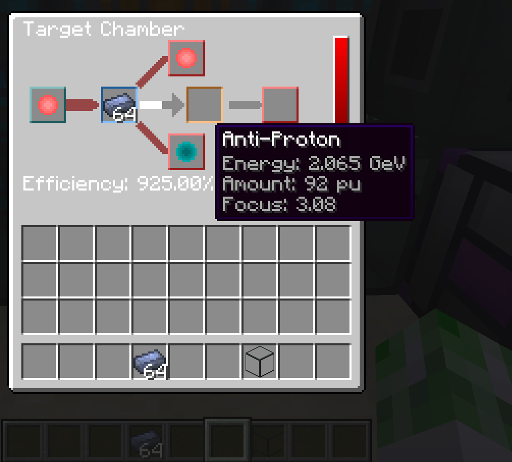 Target Chamber
64
Anti-Proton
Energy: 2.065 GeV
Efficiency: 925.00%
Amount: 92 pu
Focus: 3.08
64
64